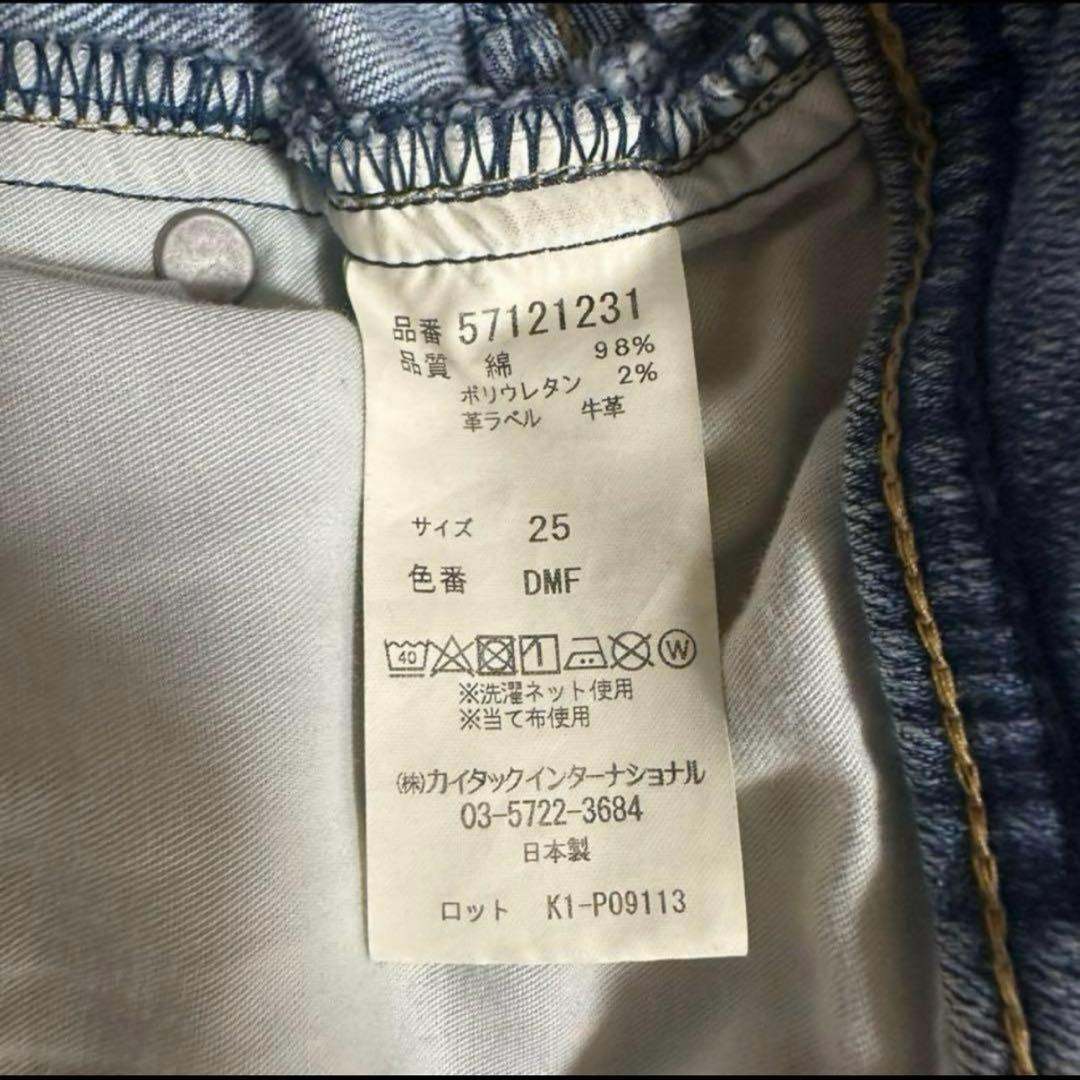 品番 57121231
品質 綿 98%
ポリウレタン 2%
革ラベル 牛革
サイズ 25
色番 DMF
40 W
※洗濯ネット使用
※当て布使用
(株)カイタックインターナショナル
03-5722-3684
日本製
ロット K1-P09113